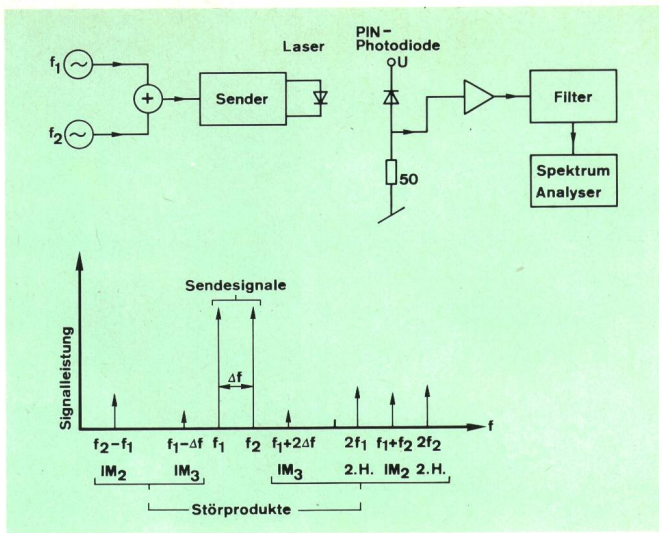 f₁
f₂
+
Sender
Laser
PIN-
Photodiode
U
50
Filter
Spektrum
Analyser
Signalleistung
Sendesignale
Δf
f₂-f₁ f₁-Δf f₁ f₂ f₁+2Δf 2f₁ f₁+f₂ 2f₂ f
IM₂ IM₃ IM₃ 2.H. IM₂ 2.H.
Störprodukte